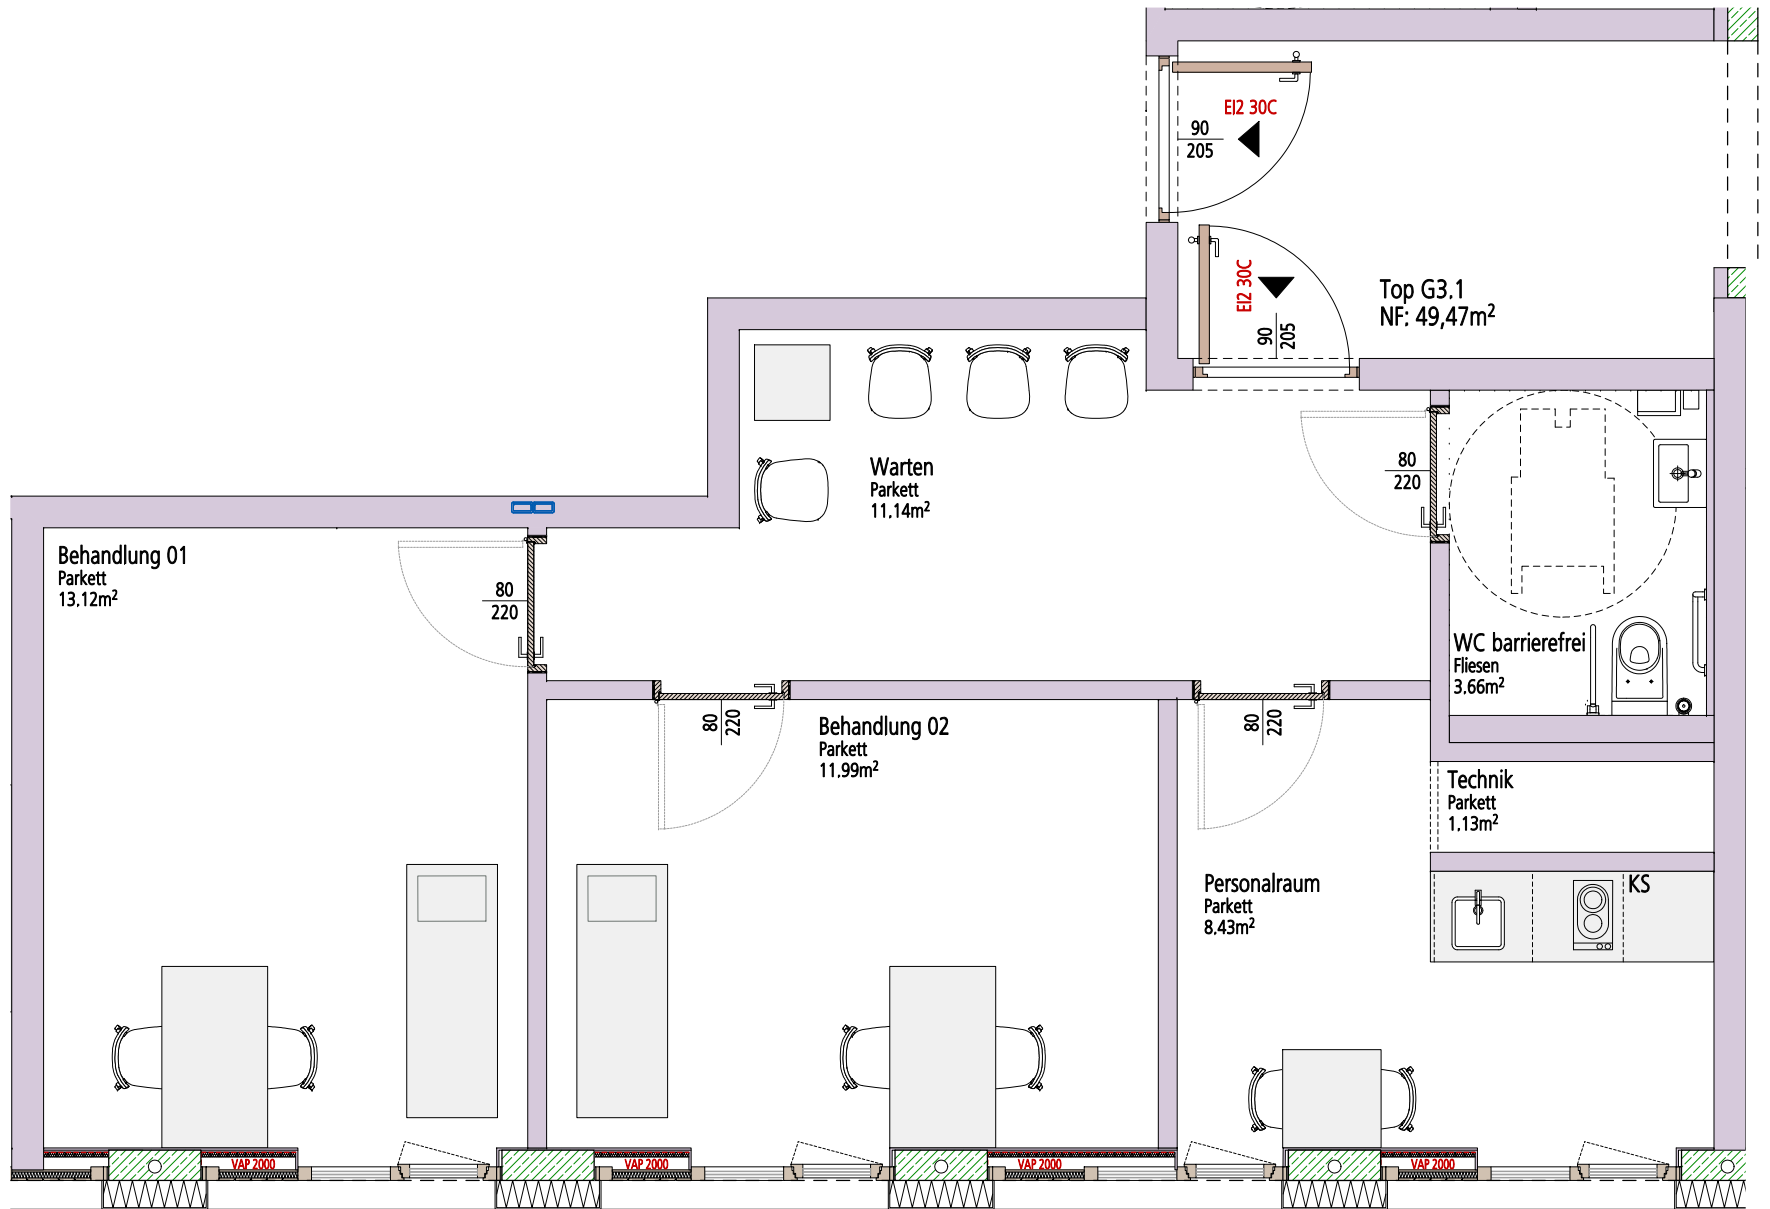 EI2 30C
90
205
EI2 30C
90
205
Top G3.1
NF: 49,47m²
Warten
Parkett
11.14m²
80
220
Behandlung 01
Parkett
13.12m²
80
220
WC barrierefrei
Fliesen
3.66m²
80
220
Behandlung 02
Parkett
11.99m²
80
220
Technik
Parkett
1.13m²
Personalraum
Parkett
8.43m²
KS
VAP 2000
VAP 2000
VAP 2000
VAP 2000